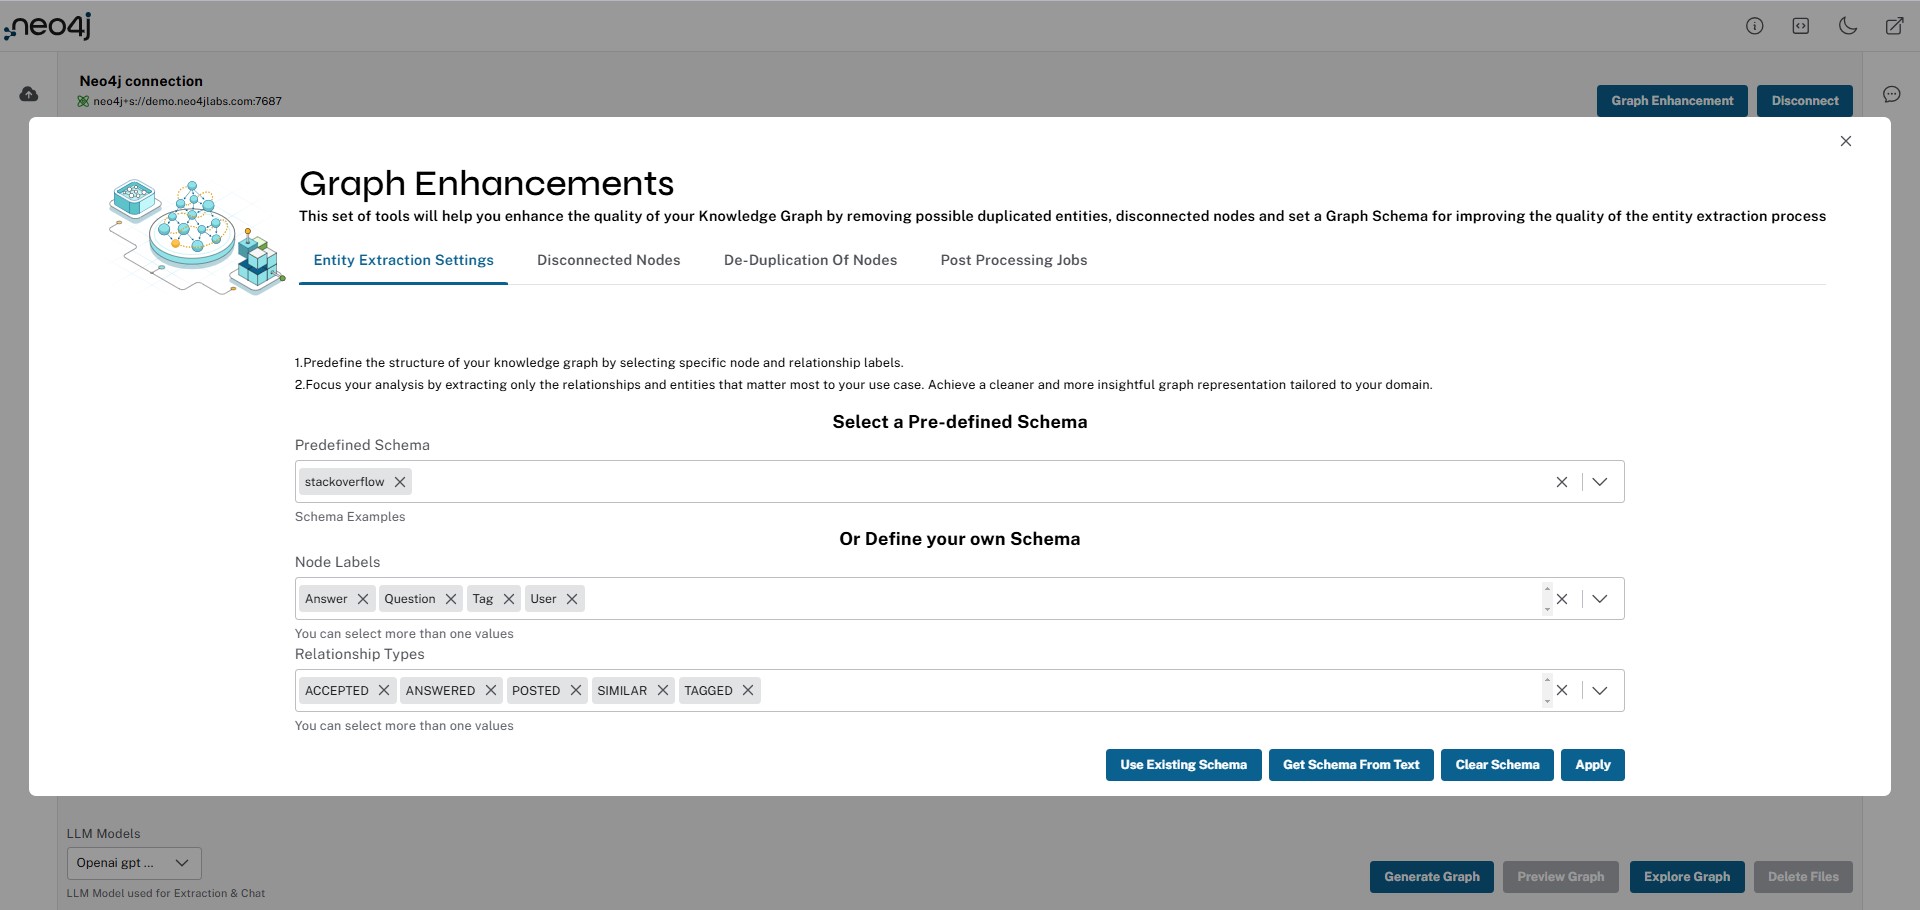 neo4j
Neo4j connection
neo4j+s://demo.neo4jlabs.com:7687
Graph Enhancement
Disconnect
Graph Enhancements
This set of tools will help you enhance the quality of your Knowledge Graph by removing possible duplicated entities, disconnected nodes and set a Graph Schema for improving the quality of the entity extraction process
Entity Extraction Settings
Disconnected Nodes
De-Duplication Of Nodes
Post Processing Jobs
1.Predefine the structure of your knowledge graph by selecting specific node and relationship labels.
2.Focus your analysis by extracting only the relationships and entities that matter most to your use case. Achieve a cleaner and more insightful graph representation tailored to your domain.
Select a Pre-defined Schema
Predefined Schema
stackoverflow
Schema Examples
Or Define your own Schema
Node Labels
Answer Question Tag User
You can select more than one values
Relationship Types
ACCEPTED ANSWERED POSTED SIMILAR TAGGED
You can select more than one values
Use Existing Schema
Get Schema From Text
Clear Schema
Apply
LLM Models
Openai gpt ...
LLM Model used for Extraction & Chat
Generate Graph
Preview Graph
Explore Graph
Delete Files